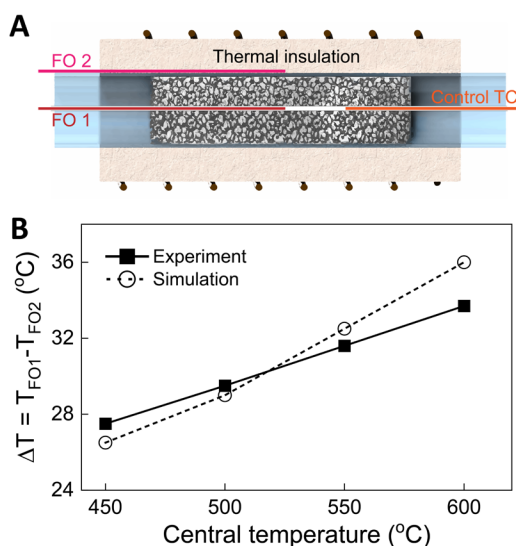 A
FO 2
Thermal insulation
FO 1
Control TC
B
Experiment
Simulation
36
32
28
24
ΔT = T_FO1-T_FO2 (°C)
450 500 550 600
Central temperature (°C)